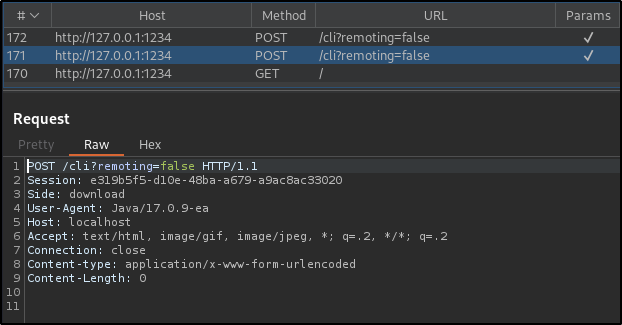 # Host Method URL Params
172 http://127.0.0.1:1234 POST /cli?remoting=false ✓
171 http://127.0.0.1:1234 POST /cli?remoting=false ✓
170 http://127.0.0.1:1234 GET /
Request
Pretty Raw Hex
1 POST /cli?remoting=false HTTP/1.1
2 Session: e319b5f5-d10e-48ba-a679-a9ac8ac33020
3 Side: download
4 User-Agent: Java/17.0.9-ea
5 Host: localhost
6 Accept: text/html, image/gif, image/jpeg, *; q=.2, */*; q=.2
7 Connection: close
8 Content-type: application/x-www-form-urlencoded
9 Content-Length: 0
10
11